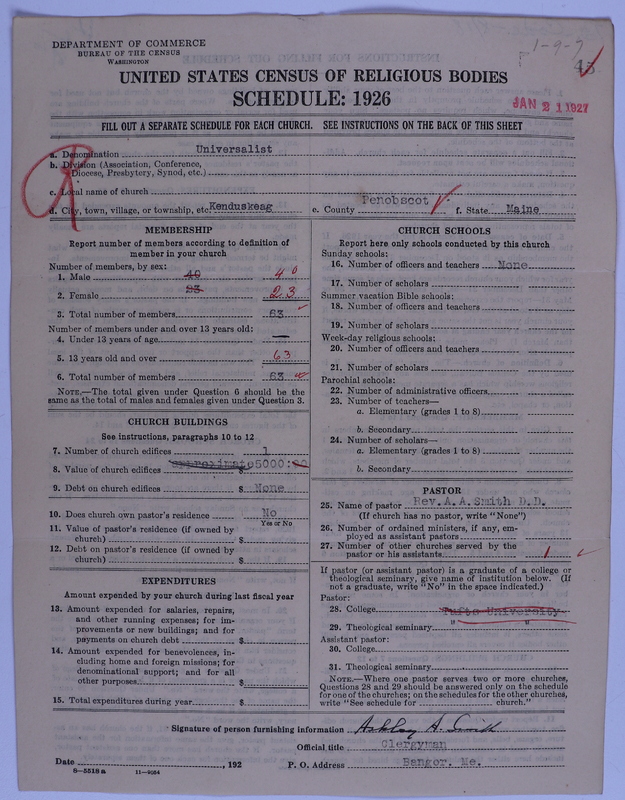 DEPARTMENT OF COMMERCE
BUREAU OF THE CENSUS
WASHINGTON
1-9-7
43
UNITED STATES CENSUS OF RELIGIOUS BODIES
SCHEDULE: 1926
JAN 21 1927
FILL OUT A SEPARATE SCHEDULE FOR EACH CHURCH. SEE INSTRUCTIONS ON THE BACK OF THIS SHEET
a. Denomination Universalist
b. Division (Association, Conference, Diocese, Presbytery, Synod, etc.)
c. Local name of church
d. City, town, village, or township, etc. Kenduskeag e. County Penobscot f. State Maine
MEMBERSHIP
Report number of members according to definition of
member in your church
Number of members, by sex:
1. Male 40 40
2. Female 23 23
3. Total number of members 63
Number of members under and over 13 years old:
4. Under 13 years of age —
5. 13 years old and over 63
6. Total number of members 63
NOTE.—The total given under Question 6 should be
same as the total of males and females given under Question 3.
CHURCH BUILDINGS
See instructions, paragraphs 10 to 12
7. Number of church edifices 1
8. Value of church edifices $ approximate 5000:00
9. Debt on church edifices $ None
10. Does church own pastor's residence No
Yes or No
11. Value of pastor's residence (if owned by
church) $
12. Debt on pastor's residence (if owned by
church) $
EXPENDITURES
Amount expended by your church during last fiscal year
13. Amount expended for salaries, repairs,
and other running expenses; for im-
provements or new buildings; and for
payments on church debt $
14. Amount expended for benevolences, in-
cluding home and foreign missions; for
denominational support; and for all
other purposes $
15. Total expenditures during year $
CHURCH SCHOOLS
Report here only schools conducted by this church
Sunday schools:
16. Number of officers and teachers None
17. Number of scholars
Summer vacation Bible schools:
18. Number of officers and teachers
19. Number of scholars
Week-day religious schools:
20. Number of officers and teachers
21. Number of scholars
Parochial schools:
22. Number of administrative officers
23. Number of teachers—
a. Elementary (grades 1 to 8)
b. Secondary
24. Number of scholars—
a. Elementary (grades 1 to 8)
b. Secondary
PASTOR
25. Name of pastor Rev. A. A. Smith D.D.
(If church has no pastor, write "None")
26. Number of ordained ministers, if any, em-
ployed as assistant pastors
27. Number of other churches served by the
pastor or his assistants 1
If pastor (or assistant pastor) is a graduate of a college or
theological seminary, give name of institution below. (If
not a graduate, write "No" in the space indicated.)
Pastor:
28. College Tufts University
29. Theological seminary " "
Assistant pastor:
30. College
31. Theological seminary
NOTE.—Where one pastor serves two or more churches,
Questions 28 and 29 should be answered only on the schedule
for one of the churches; on the schedules for the other churches,
write "See schedule for church."
Signature of person furnishing information Ashley A. Smith
Official title Clergyman
Date , 192 P. O. Address Bangor, Me.
8—5518 a 11—9054